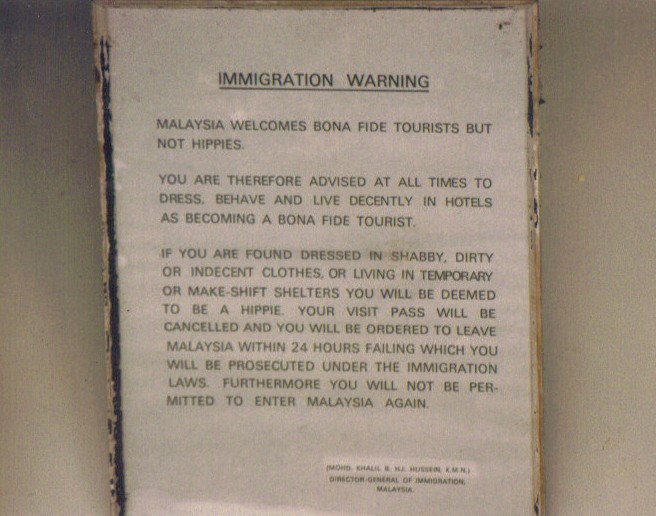 IMMIGRATION WARNING
MALAYSIA WELCOMES BONA FIDE TOURISTS BUT
NOT HIPPIES.
YOU ARE THEREFORE ADVISED AT ALL TIMES TO
DRESS, BEHAVE AND LIVE DECENTLY IN HOTELS
AS BECOMING A BONA FIDE TOURIST.
IF YOU ARE FOUND DRESSED IN SHABBY, DIRTY
OR INDECENT CLOTHES, OR LIVING IN TEMPORARY
OR MAKE-SHIFT SHELTERS YOU WILL BE DEEMED
TO BE A HIPPIE. YOUR VISIT PASS WILL BE
CANCELLED AND YOU WILL BE ORDERED TO LEAVE
MALAYSIA WITHIN 24 HOURS FAILING WHICH YOU
WILL BE PROSECUTED UNDER THE IMMIGRATION
LAWS. FURTHERMORE YOU WILL NOT BE PER-
MITTED TO ENTER MALAYSIA AGAIN.
(MOHD. KHALIL B. HJ. HUSSEIN, K.M.N.)
DIRECTOR-GENERAL OF IMMIGRATION,
MALAYSIA.